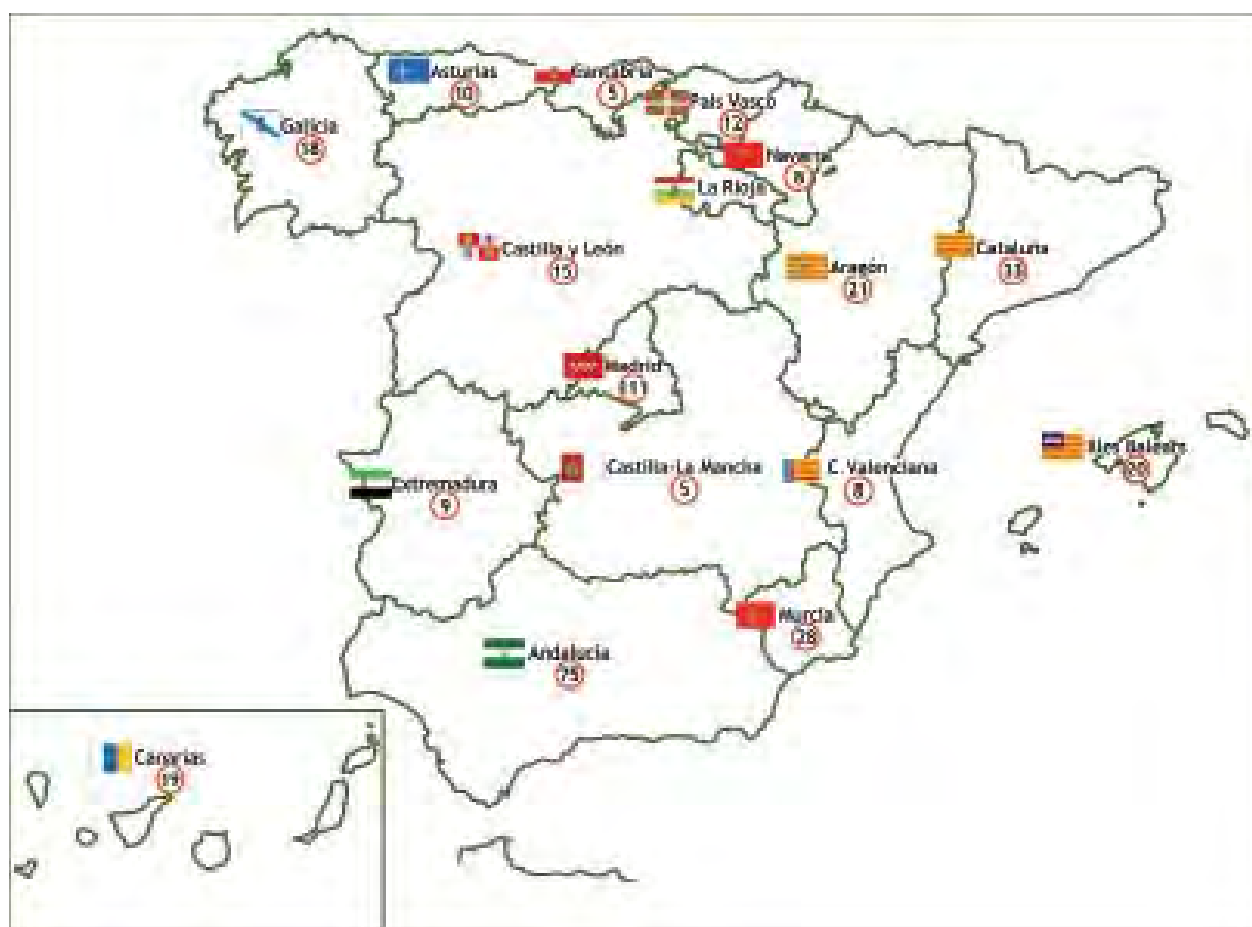 Asturias
10
Cantabria
5
País Vasco
12
Galicia
18
Navarra
La Rioja
Castilla y León
15
Cataluña
33
Aragón
21
Madrid
11
Illes Balears
20
Castilla-La Mancha
5
C. Valenciana
8
Extremadura
9
Murcia
28
Andalucía
75
Canarias
19